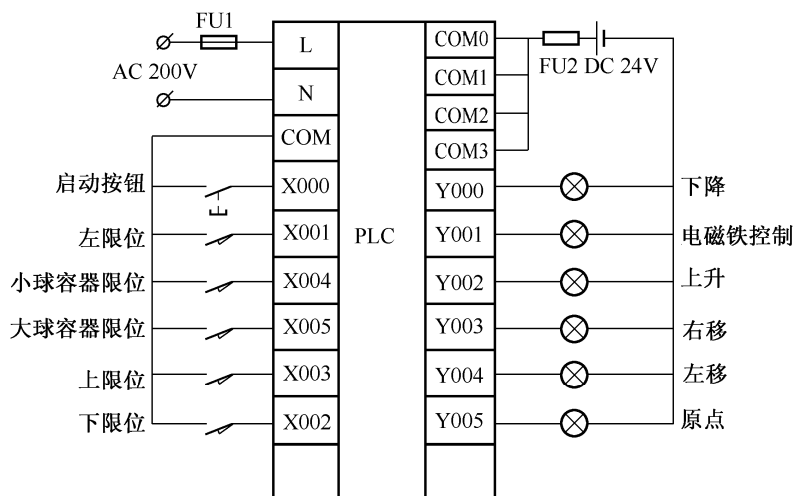 FU1
L
COM0
FU2 DC 24V
AC 200V
COM1
N
COM2
COM
COM3
启动按钮
X000
Y000
下降
左限位
X001
PLC
Y001
电磁铁控制
小球容器限位
X004
Y002
上升
大球容器限位
X005
Y003
右移
上限位
X003
Y004
左移
下限位
X002
Y005
原点